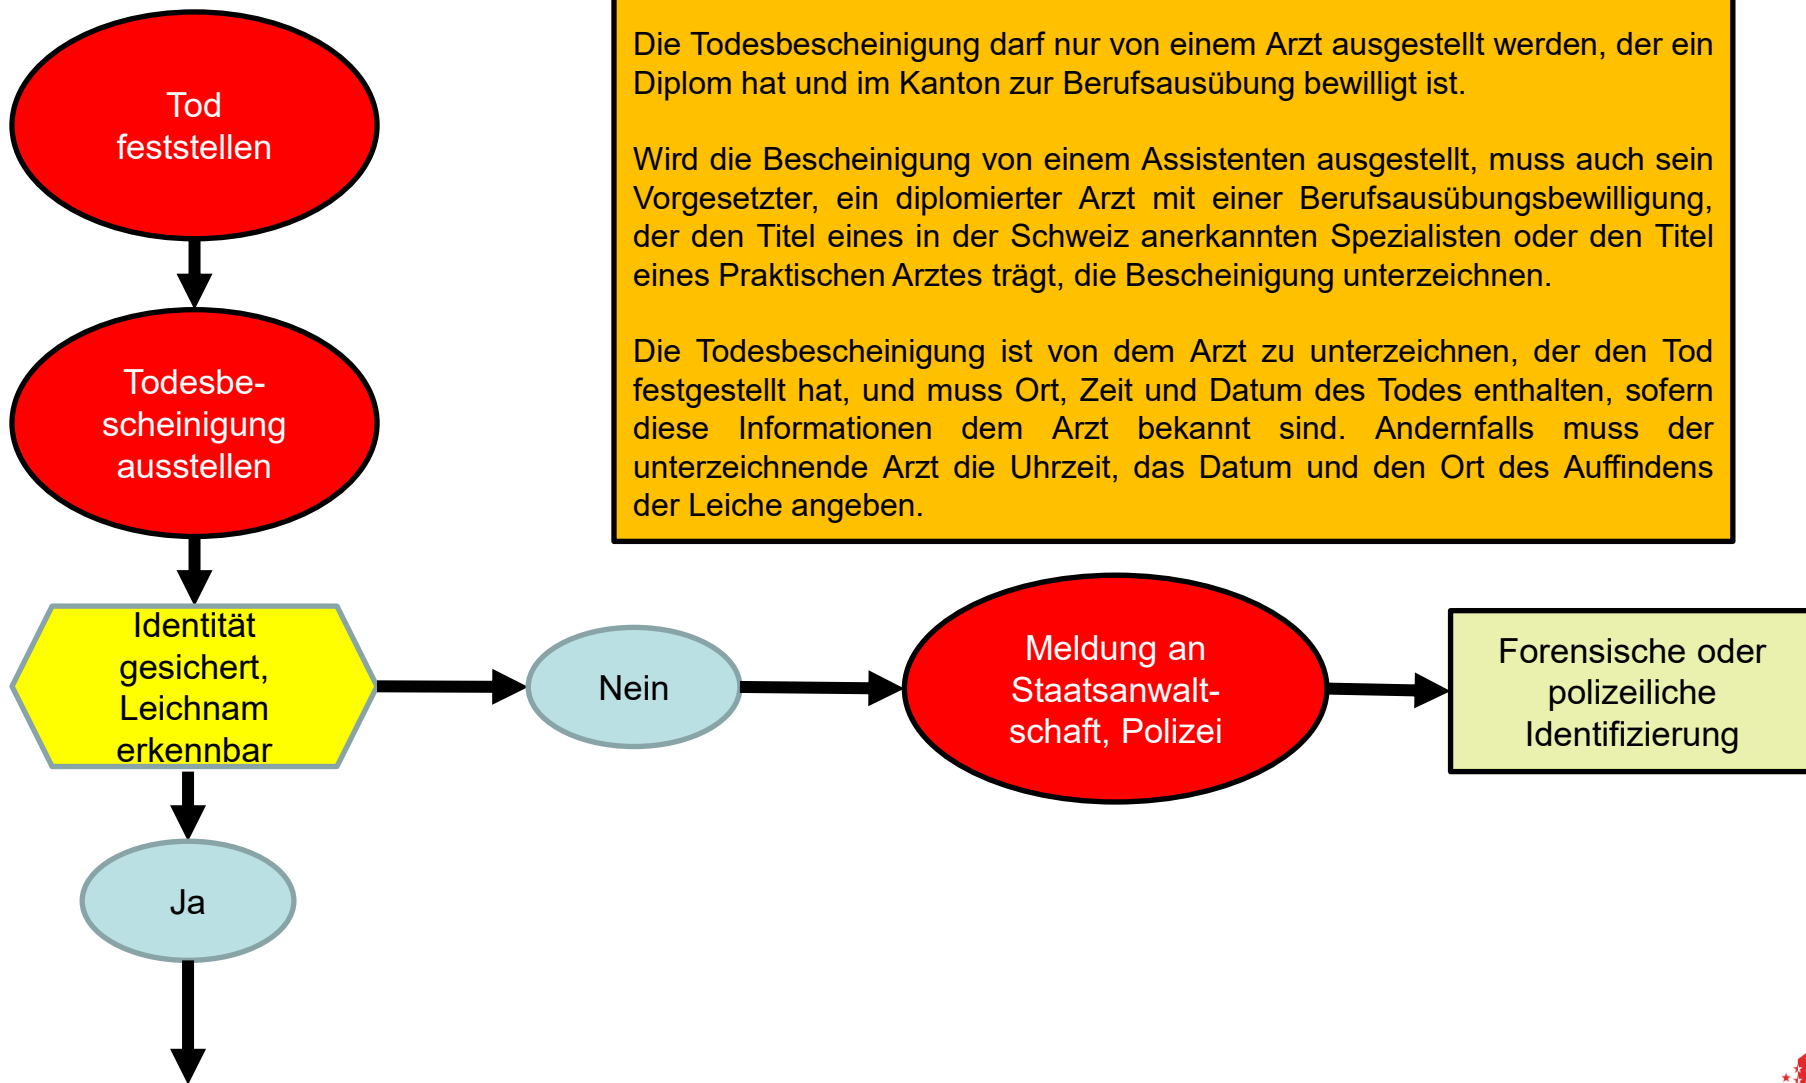 Tod
feststellen
Die Todesbescheinigung darf nur von einem Arzt ausgestellt werden, der ein
Diplom hat und im Kanton zur Berufsausübung bewilligt ist.
Wird die Bescheinigung von einem Assistenten ausgestellt, muss auch sein
Vorgesetzter, ein diplomierter Arzt mit einer Berufsausübungsbewilligung,
der den Titel eines in der Schweiz anerkannten Spezialisten oder den Titel
eines Praktischen Arztes trägt, die Bescheinigung unterzeichnen.
Die Todesbescheinigung ist von dem Arzt zu unterzeichnen, der den Tod
festgestellt hat, und muss Ort, Zeit und Datum des Todes enthalten, sofern
diese Informationen dem Arzt bekannt sind. Andernfalls muss der
unterzeichnende Arzt die Uhrzeit, das Datum und den Ort des Auffindens
der Leiche angeben.
Todesbe-
scheinigung
ausstellen
Identität
gesichert,
Leichnam
erkennbar
Nein
Meldung an
Staatsanwalt-
schaft, Polizei
Forensische oder
polizeiliche
Identifizierung
Ja